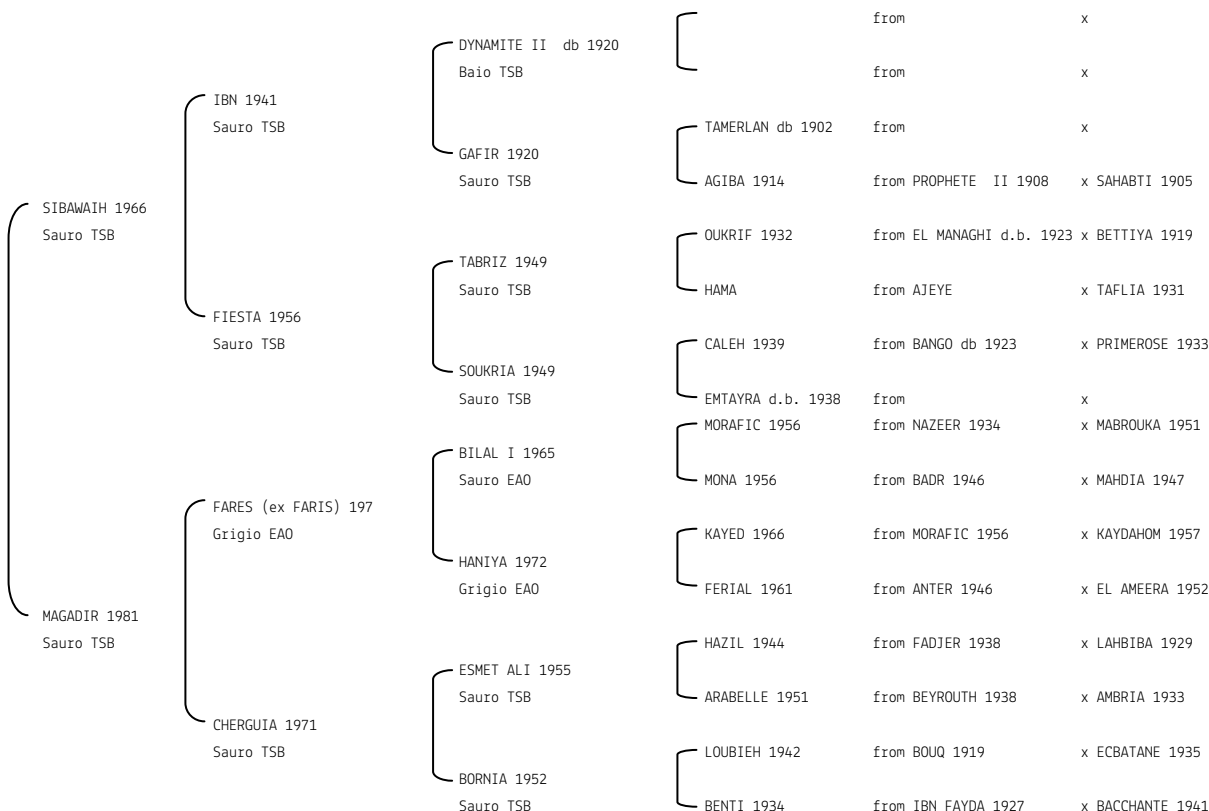 from x
DYNAMITE II db 1920
Baio TSB from x
IBN 1941
Sauro TSB TAMERLAN db 1902 from x
GAFIR 1920
Sauro TSB AGIBA 1914 from PROPHETE II 1908 x SAHABTI 1905
SIBAWAIH 1966
Sauro TSB OUKRIF 1932 from EL MANAGHI d.b. 1923 x BETTIYA 1919
TABRIZ 1949
Sauro TSB HAMA from AJEYE x TAFLIA 1931
FIESTA 1956
Sauro TSB CALEH 1939 from BANGO db 1923 x PRIMEROSE 1933
SOUKRIA 1949
Sauro TSB EMTAYRA d.b. 1938 from x
MORAFIC 1956 from NAZEER 1934 x MABROUKA 1951
BILAL I 1965
Sauro EAO MONA 1956 from BADR 1946 x MAHDIA 1947
FARES (ex FARIS) 197
Grigio EAO KAYED 1966 from MORAFIC 1956 x KAYDAHOM 1957
HANIYA 1972
Grigio EAO FERIAL 1961 from ANTER 1946 x EL AMEERA 1952
MAGADIR 1981
Sauro TSB HAZIL 1944 from FADJER 1938 x LAHBIBA 1929
ESMET ALI 1955
Sauro TSB ARABELLE 1951 from BEYROUTH 1938 x AMBRIA 1933
CHERGUIA 1971
Sauro TSB LOUBIEH 1942 from BOUQ 1919 x ECBATANE 1935
BORNIA 1952
Sauro TSB BENTI 1934 from IBN FAYDA 1927 x BACCHANTE 1941